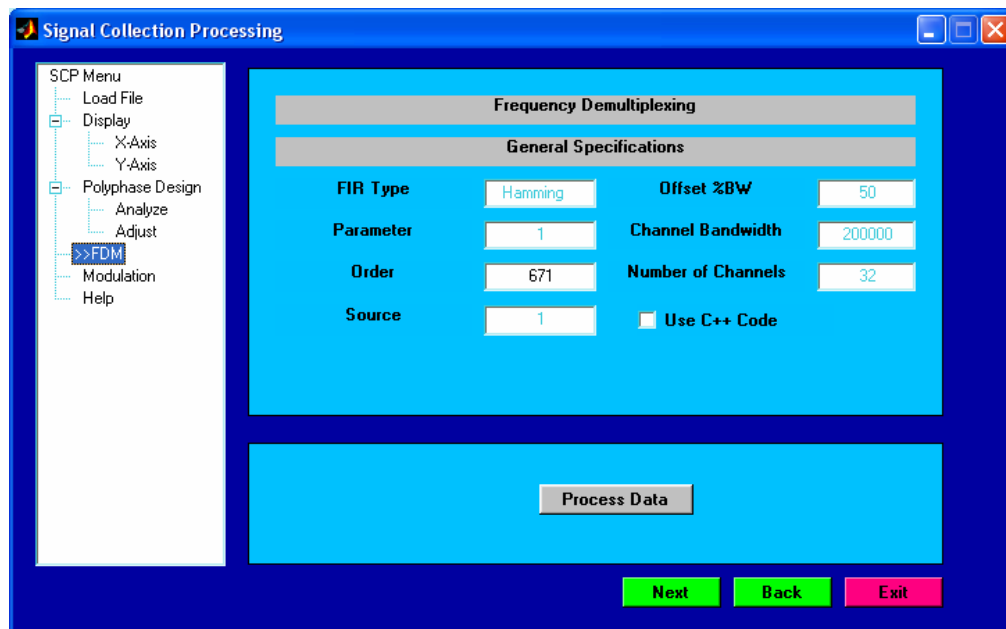 Signal Collection Processing
SCP Menu
Load File
Display
X-Axis
Y-Axis
Polyphase Design
Analyze
Adjust
>>FDM
Modulation
Help
Frequency Demultiplexing
General Specifications
FIR Type Hamming Offset %BW 50
Parameter 1 Channel Bandwidth 200000
Order 671 Number of Channels 32
Source 1 Use C++ Code
Process Data
Next Back Exit